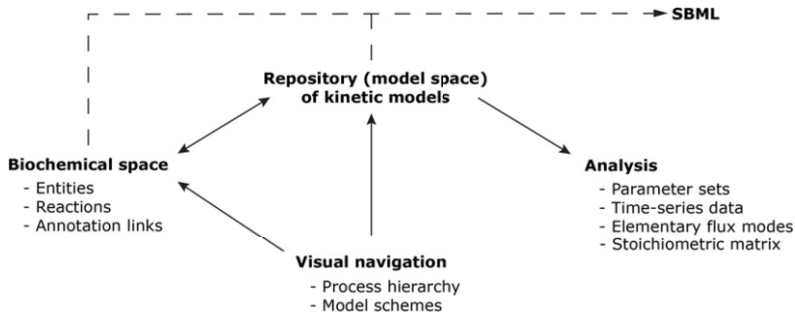 SBML
Repository (model space)
of kinetic models
Biochemical space
- Entities
- Reactions
- Annotation links
Analysis
- Parameter sets
- Time-series data
- Elementary flux modes
- Stoichiometric matrix
Visual navigation
- Process hierarchy
- Model schemes